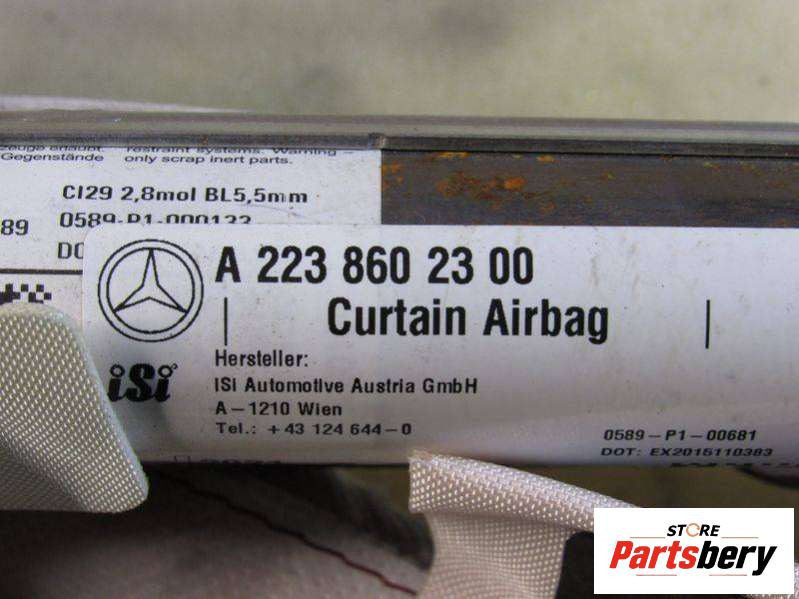 erlaubt.
Gegenstände
restraint systems. Warning –
only scrap inert parts.
CI29 2,8mol BL5,5mm
89
0589-P1-000133
A 223 860 23 00
Curtain Airbag
iSi
Hersteller:
iSi Automotive Austria GmbH
A-1210 Wien
Tel.: +43 124 644-0
0589-P1-00681
DOT: EX2015110383
STORE
Partsbery